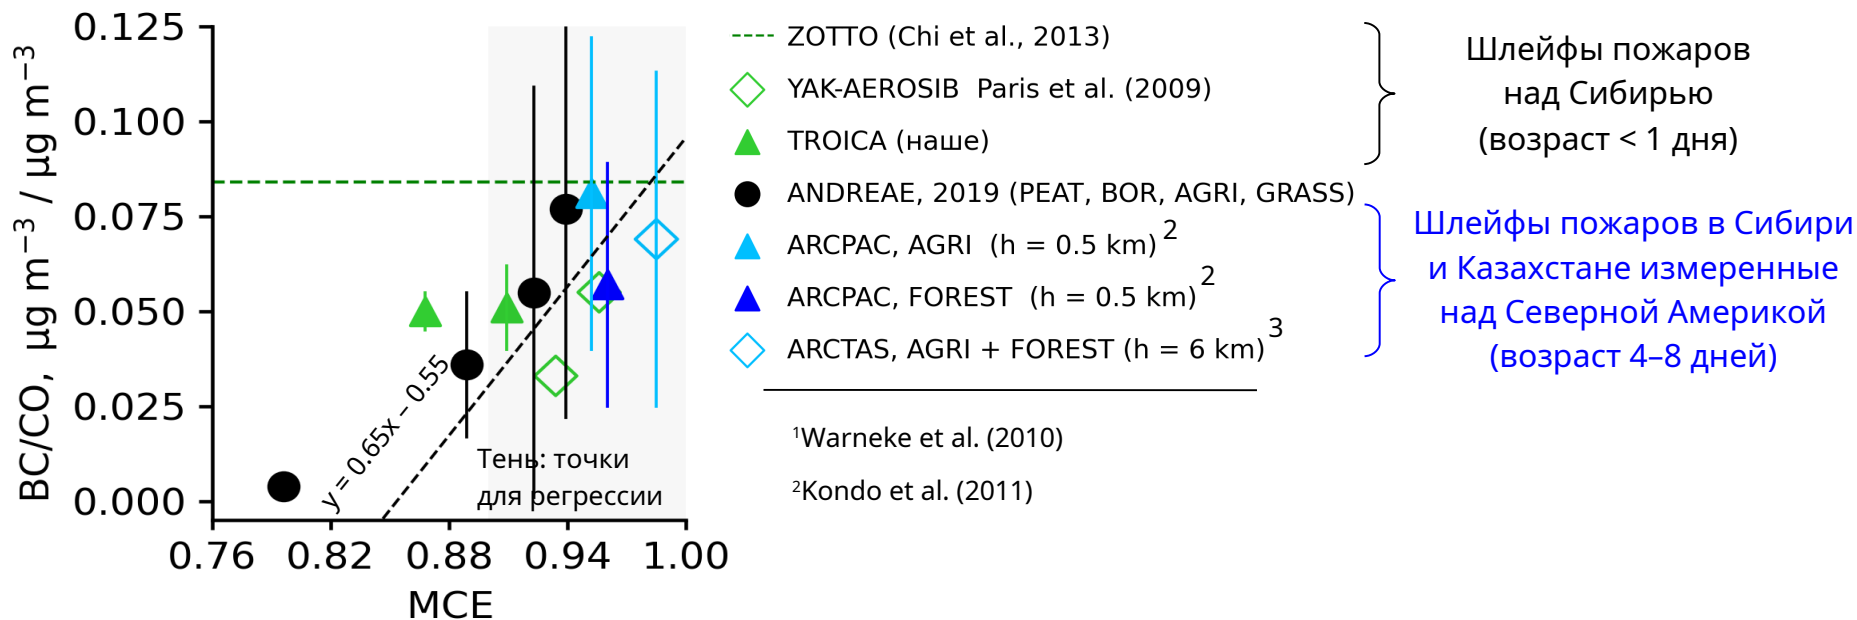 0.125
0.100
0.075
0.050
0.025
0.000
BC/CO, µg m⁻³ / µg m⁻³
0.76 0.82 0.88 0.94 1.00
MCE
y = 0.65x − 0.55
Тень: точки
для регрессии
ZOTTO (Chi et al., 2013)
YAK-AEROSIB Paris et al. (2009)
TROICA (наше)
ANDREAE, 2019 (PEAT, BOR, AGRI, GRASS)
ARCPAC, AGRI (h = 0.5 km)²
ARCPAC, FOREST (h = 0.5 km)²
ARCTAS, AGRI + FOREST (h = 6 km)³
¹Warneke et al. (2010)
²Kondo et al. (2011)
Шлейфы пожаров
над Сибирью
(возраст < 1 дня)
Шлейфы пожаров в Сибири
и Казахстане измеренные
над Северной Америкой
(возраст 4–8 дней)